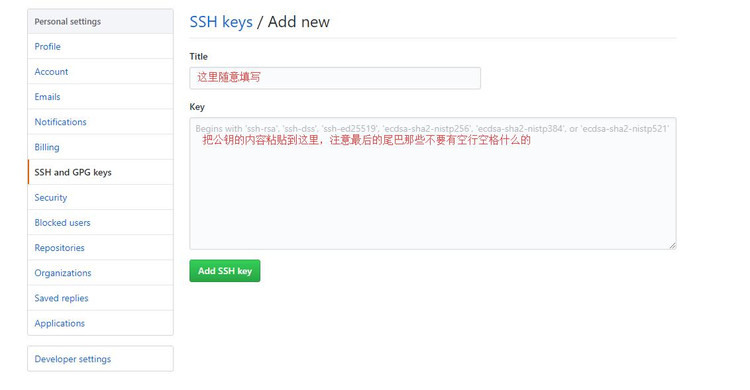 Personal settings
Profile
Account
Emails
Notifications
Billing
SSH and GPG keys
Security
Blocked users
Repositories
Organizations
Saved replies
Applications
Developer settings
SSH keys / Add new
Title
这里随意填写
Key
Begins with 'ssh-rsa', 'ssh-dss', 'ssh-ed25519', 'ecdsa-sha2-nistp256', 'ecdsa-sha2-nistp384', or 'ecdsa-sha2-nistp521'
把公钥的内容粘贴到这里，注意最后的尾巴那些不要有空行空格什么的
Add SSH key